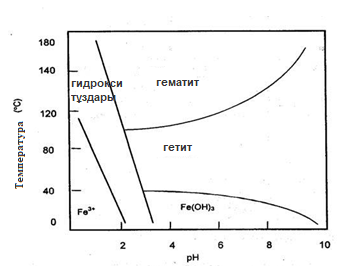 180
140
120
80
40
0
Температура (°C)
гидрокси
тұздары
гематит
гетит
Fe³⁺
Fe(OH)₃
2 4 6 8 10
pH